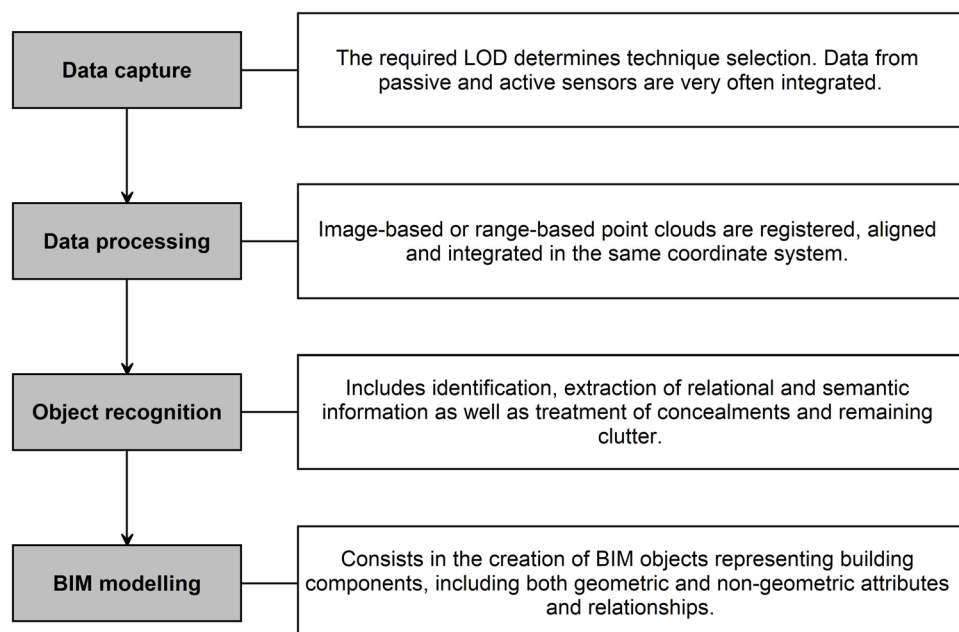 Data capture
The required LOD determines technique selection. Data from
passive and active sensors are very often integrated.
Data processing
Image-based or range-based point clouds are registered, aligned
and integrated in the same coordinate system.
Object recognition
Includes identification, extraction of relational and semantic
information as well as treatment of concealments and remaining
clutter.
BIM modelling
Consists in the creation of BIM objects representing building
components, including both geometric and non-geometric attributes
and relationships.